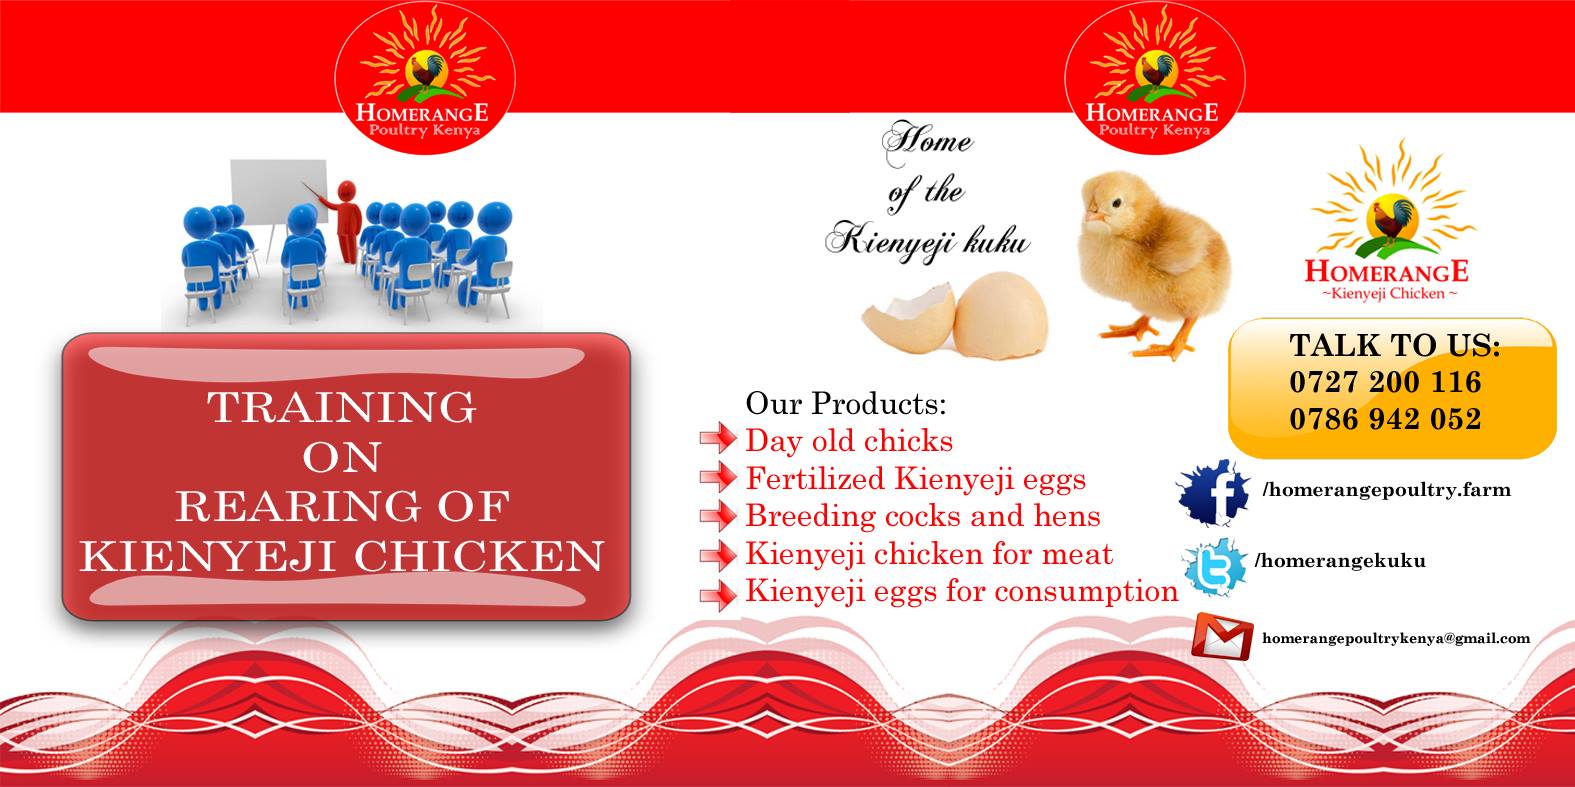 HOMERANGE
Poultry Kenya
TRAINING
ON
REARING OF
KIENYEJI CHICKEN
HOMERANGE
Poultry Kenya
Home
of the
Kienyeji kuku
HOMERANGE
~Kienyeji Chicken ~
TALK TO US:
0727 200 116
0786 942 052
Our Products:
Day old chicks
Fertilized Kienyeji eggs
Breeding cocks and hens
Kienyeji chicken for meat
Kienyeji eggs for consumption
f /homerangepoultry.farm
t /homerangekuku
homerangepoultrykenya@gmail.com